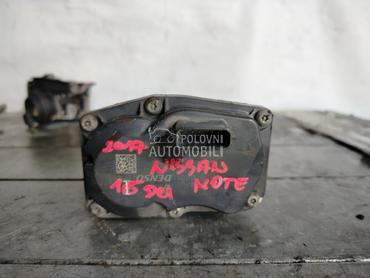 POLOVNI
AUTOMOBILI
2017
NISSAN
1.5 DCI NOTE
DENSO